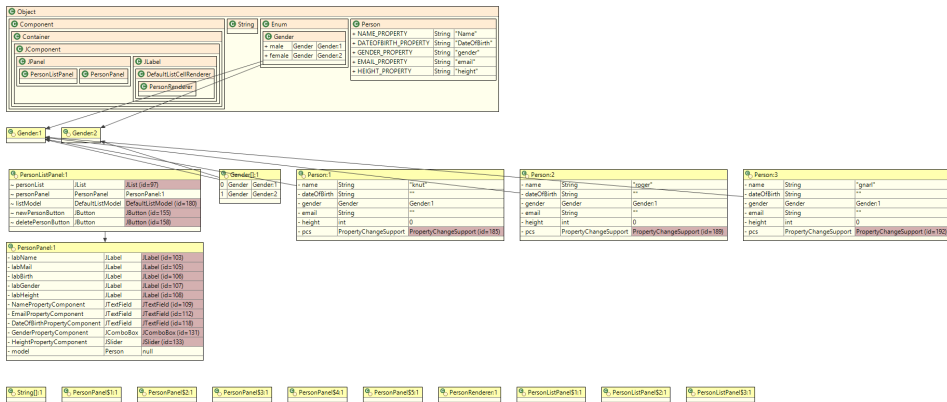 Object
Component
Container
JComponent
JPanel
PersonListPanel PersonPanel
JLabel
DefaultListCellRenderer
PersonRenderer
String
Enum
Gender
+ male Gender Gender:1
+ female Gender Gender:2
Person
+ NAME_PROPERTY String "Name"
+ DATEOFBIRTH_PROPERTY String "DateOfBirth"
+ GENDER_PROPERTY String "gender"
+ EMAIL_PROPERTY String "email"
+ HEIGHT_PROPERTY String "height"
Gender:1 Gender:2
PersonListPanel:1
~ personList JList JList (id=97)
~ personPanel PersonPanel PersonPanel:1
~ listModel DefaultListModel DefaultListModel (id=180)
~ newPersonButton JButton JButton (id=155)
~ deletePersonButton JButton JButton (id=158)
Gender[]:1
0 Gender Gender:1
1 Gender Gender:2
Person:1
- name String "knut"
- dateOfBirth String ""
- gender Gender Gender:1
- email String ""
- height int 0
- pcs PropertyChangeSupport PropertyChangeSupport (id=185)
Person:2
- name String "roger"
- dateOfBirth String ""
- gender Gender Gender:1
- email String ""
- height int 0
- pcs PropertyChangeSupport PropertyChangeSupport (id=189)
Person:3
- name String "gnarl"
- dateOfBirth String ""
- gender Gender Gender:1
- email String ""
- height int 0
- pcs PropertyChangeSupport PropertyChangeSupport (id=192)
PersonPanel:1
- labName JLabel JLabel (id=103)
- labMail JLabel JLabel (id=105)
- labBirth JLabel JLabel (id=106)
- labGender JLabel JLabel (id=107)
- labHeight JLabel JLabel (id=108)
- NamePropertyComponent JTextField JTextField (id=109)
- EmailPropertyComponent JTextField JTextField (id=112)
- DateOfBirthPropertyComponent JTextField JTextField (id=118)
- GenderPropertyComponent JComboBox JComboBox (id=131)
- HeightPropertyComponent JSlider JSlider (id=133)
- model Person null
String[]:1 PersonPanel$1:1 PersonPanel$2:1 PersonPanel$3:1 PersonPanel$4:1 PersonPanel$5:1 PersonRenderer:1 PersonListPanel$1:1 PersonListPanel$2:1 PersonListPanel$3:1